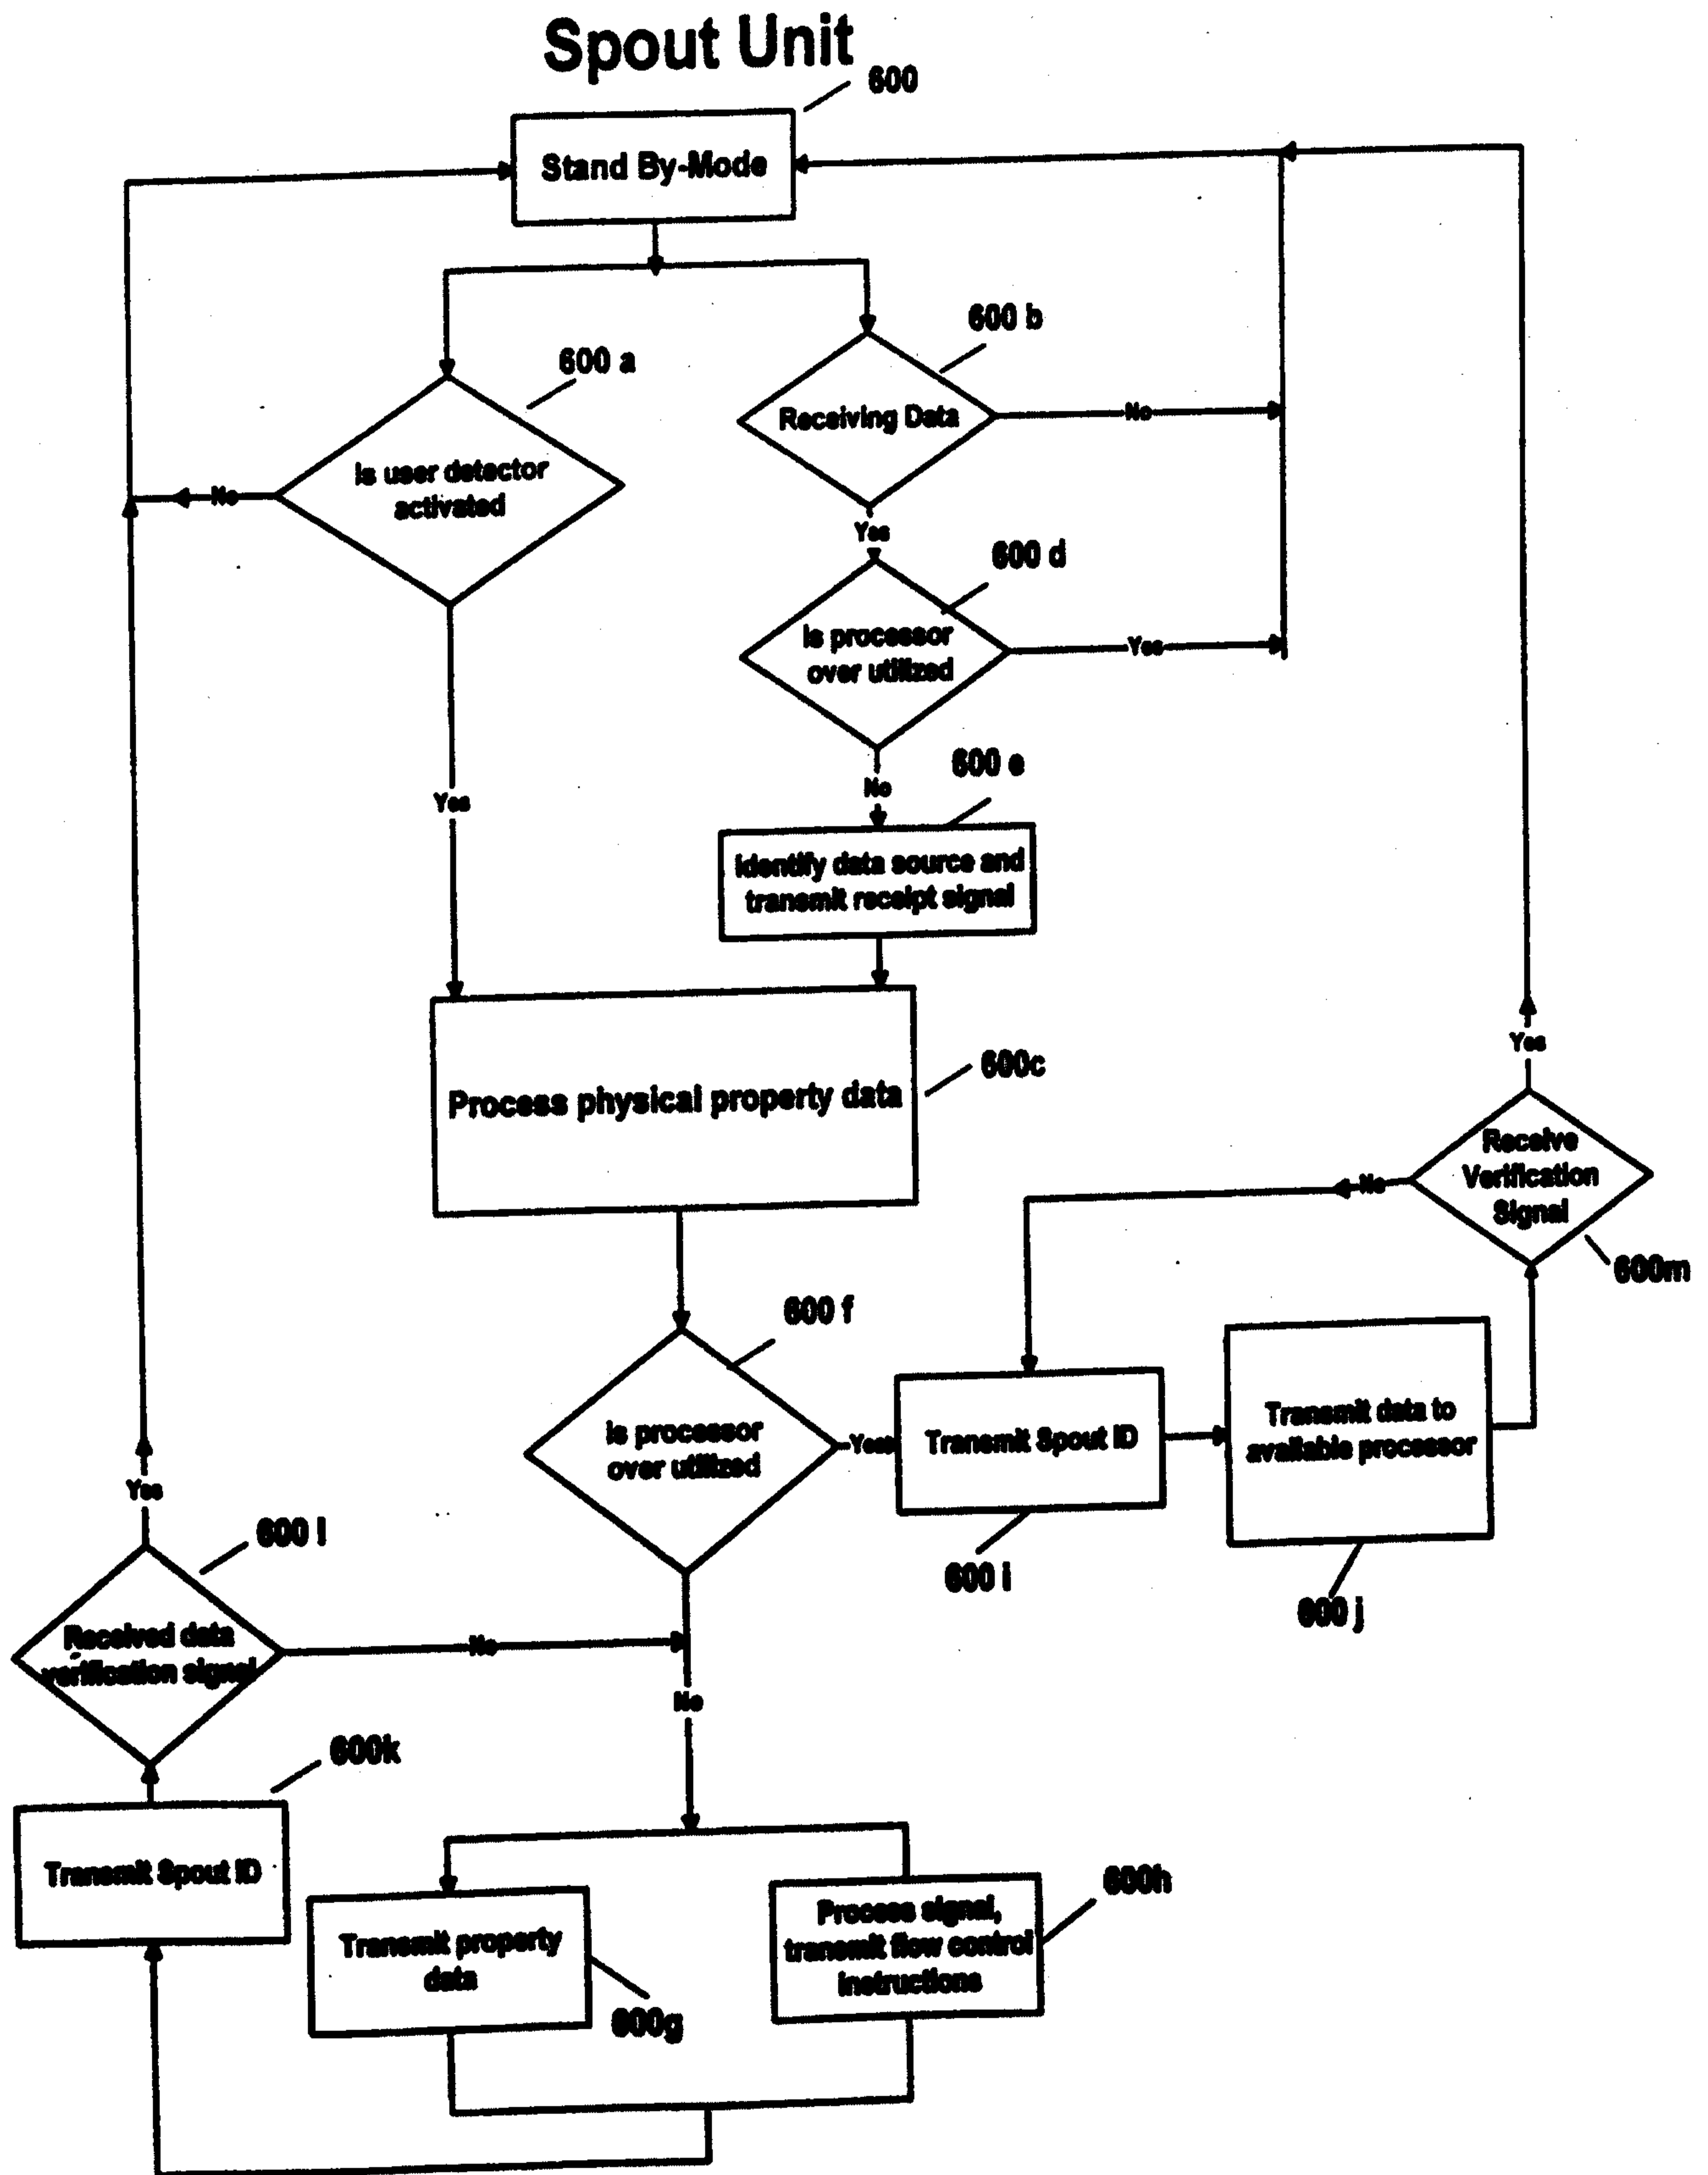 Spout Unit
600
Stand By-Mode
600 b
600 a
Receiving Data
No
Is user detector
activated
No
Yes
600 d
Is processor
over utilized
Yes
600 e
No
Yes
Identify data source and
transmit receipt signal
600c
Process physical property data
Yes
Receive
Verification
Signal
No
600m
600 f
Is processor
over utilized
Yes
Transmit Spout ID
Transmit data to
available processor
600 i
600 j
Yes
600 l
Received data
verification signal
No
No
600k
Transmit Spout ID
600h
Process signal,
transmit flow control
instructions
Transmit property
data
600g